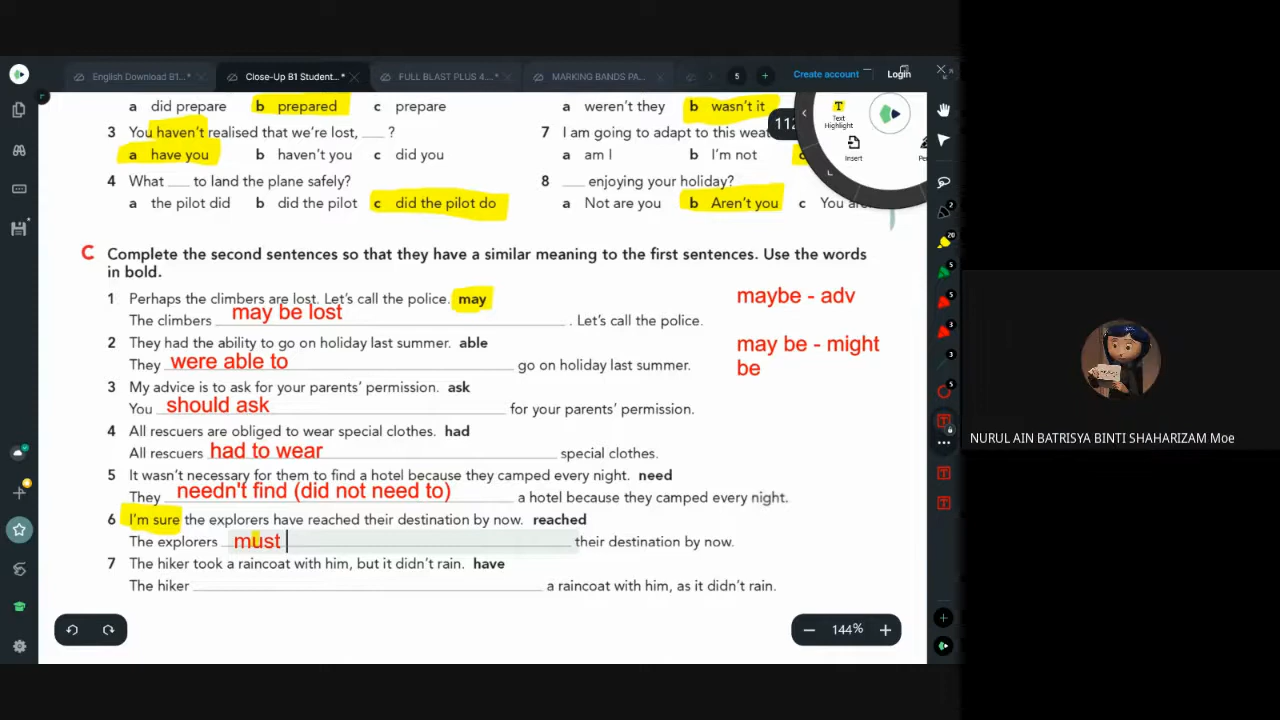 English Download B1...*
Close-Up B1 Student...*
FULL BLAST PLUS 4....*
MARKING BANDS PA...
5
Create account
Login
a did prepare b prepared c prepare
a weren't they b wasn't it
Text
Highlight
Insert
3 You haven't realised that we're lost, ___ ?
a have you b haven't you c did you
7 I am going to adapt to this weat
a am I b I'm not
4 What ___ to land the plane safely?
a the pilot did b did the pilot c did the pilot do
8 ___ enjoying your holiday?
a Not are you b Aren't you c You are
C Complete the second sentences so that they have a similar meaning to the first sentences. Use the words
in bold.
1 Perhaps the climbers are lost. Let's call the police. may
The climbers may be lost . Let's call the police.
maybe - adv
2 They had the ability to go on holiday last summer. able
They were able to go on holiday last summer.
may be - might
be
3 My advice is to ask for your parents' permission. ask
You should ask for your parents' permission.
4 All rescuers are obliged to wear special clothes. had
All rescuers had to wear special clothes.
5 It wasn't necessary for them to find a hotel because they camped every night. need
They needn't find (did not need to) a hotel because they camped every night.
6 I'm sure the explorers have reached their destination by now. reached
The explorers must their destination by now.
7 The hiker took a raincoat with him, but it didn't rain. have
The hiker a raincoat with him, as it didn't rain.
144%
NURUL AIN BATRISYA BINTI SHAHARIZAM Moe